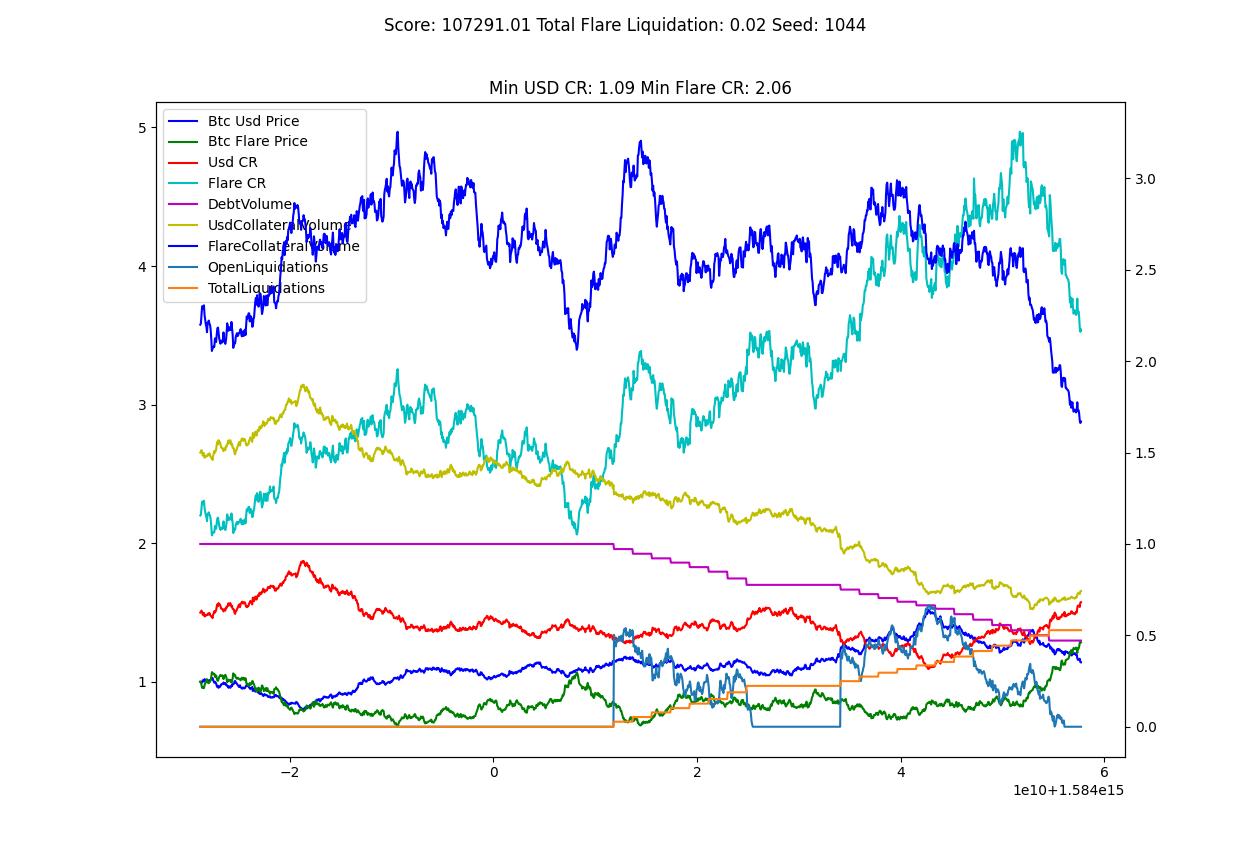 Score: 107291.01 Total Flare Liquidation: 0.02 Seed: 1044
Min USD CR: 1.09 Min Flare CR: 2.06
Btc Usd Price
Btc Flare Price
Usd CR
Flare CR
DebtVolume
UsdCollateralVolume
FlareCollateralVolume
OpenLiquidations
TotalLiquidations
5
4
3
2
1
3.0
2.5
2.0
1.5
1.0
0.5
0.0
−2
0
2
4
6
1e10+1.584e15